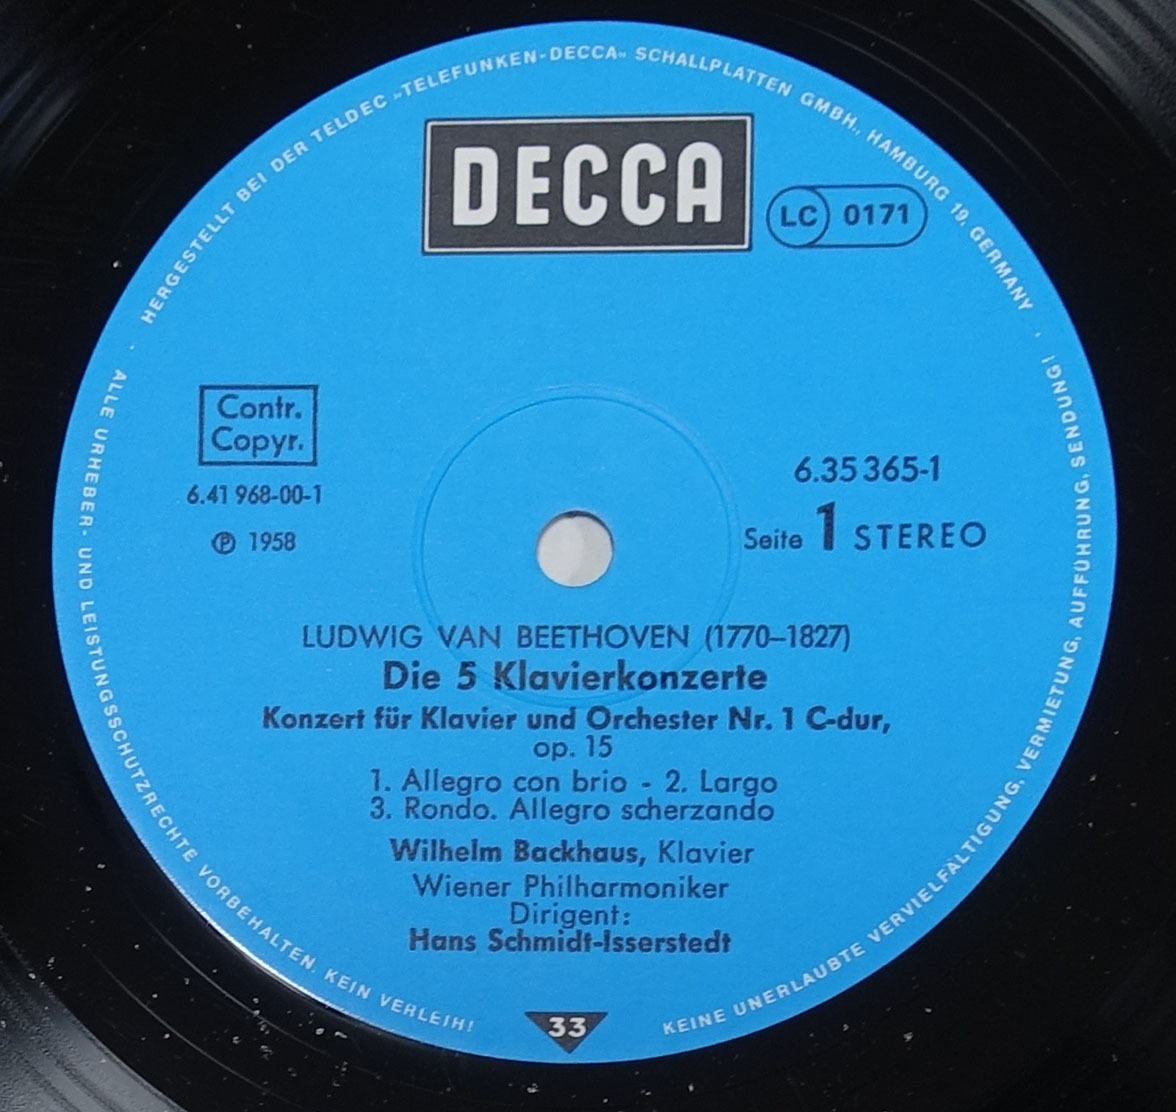 HERGESTELLT BEI DER TELDEC »TELEFUNKEN-DECCA« SCHALLPLATTEN GMBH., HAMBURG 19, GERMANY ·
DECCA
LC 0171
Contr.
Copyr.
6.41 968-00-1
℗ 1958
6.35 365-1
Seite 1 STEREO
LUDWIG VAN BEETHOVEN (1770–1827)
Die 5 Klavierkonzerte
Konzert für Klavier und Orchester Nr. 1 C-dur,
op. 15
1. Allegro con brio - 2. Largo
3. Rondo. Allegro scherzando
Wilhelm Backhaus, Klavier
Wiener Philharmoniker
Dirigent:
Hans Schmidt-Isserstedt
33
· ALLE URHEBER- UND LEISTUNGSSCHUTZRECHTE VORBEHALTEN. KEIN VERLEIH!
KEINE UNERLAUBTE VERVIELFÄLTIGUNG, VERMIETUNG, AUFFÜHRUNG, SENDUNG!